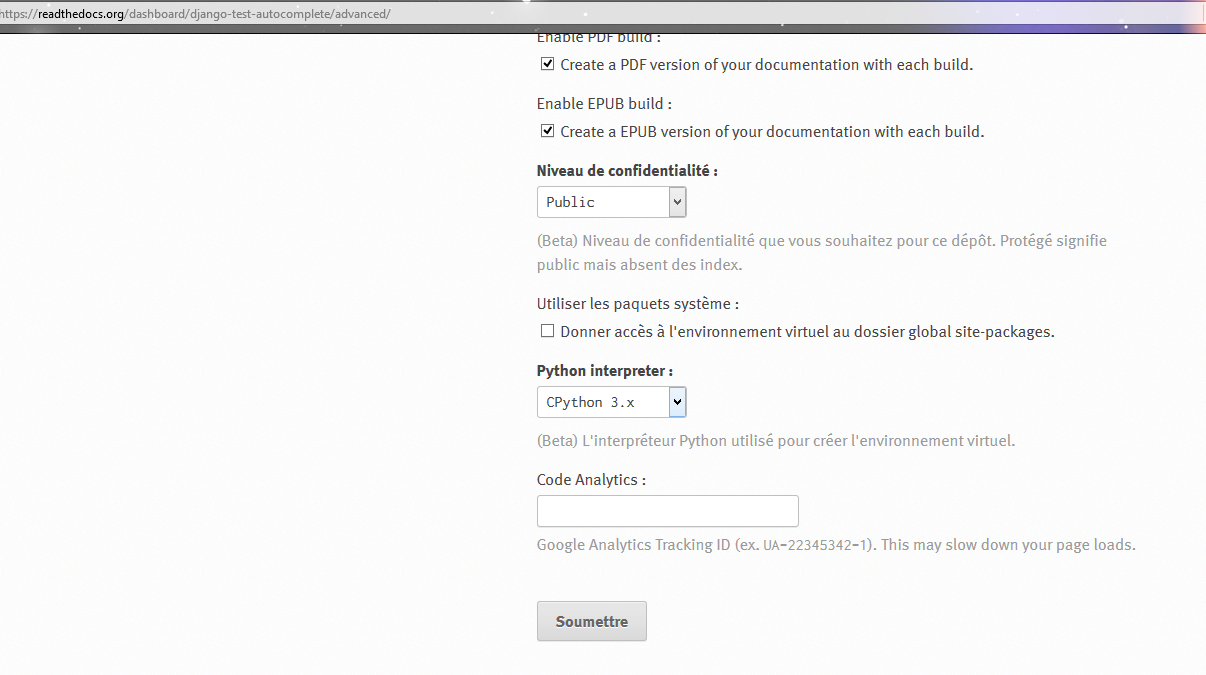 https://readthedocs.org/dashboard/django-test-autocomplete/advanced/
Enable PDF build :
Create a PDF version of your documentation with each build.
Enable EPUB build :
Create a EPUB version of your documentation with each build.
Niveau de confidentialité :
Public
(Beta) Niveau de confidentialité que vous souhaitez pour ce dépôt. Protégé signifie
public mais absent des index.
Utiliser les paquets système :
Donner accès à l'environnement virtuel au dossier global site-packages.
Python interpreter :
CPython 3.x
(Beta) L'interpréteur Python utilisé pour créer l'environnement virtuel.
Code Analytics :
Google Analytics Tracking ID (ex. UA-22345342-1). This may slow down your page loads.
Soumettre